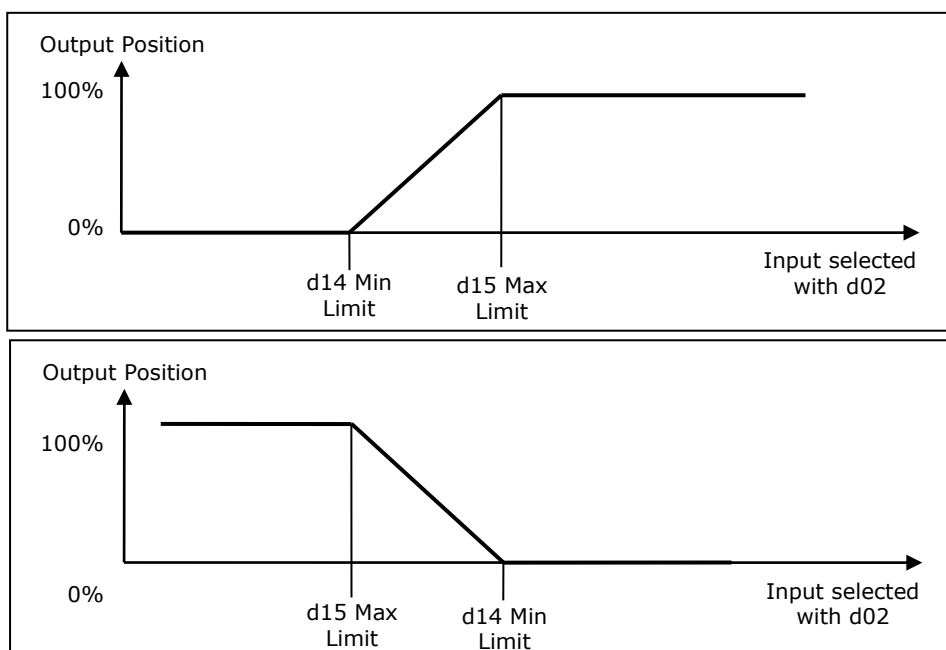 Output Position
100%
0%
d14 Min
Limit
d15 Max
Limit
Input selected
with d02
Output Position
100%
0%
d15 Max
Limit
d14 Min
Limit
Input selected
with d02